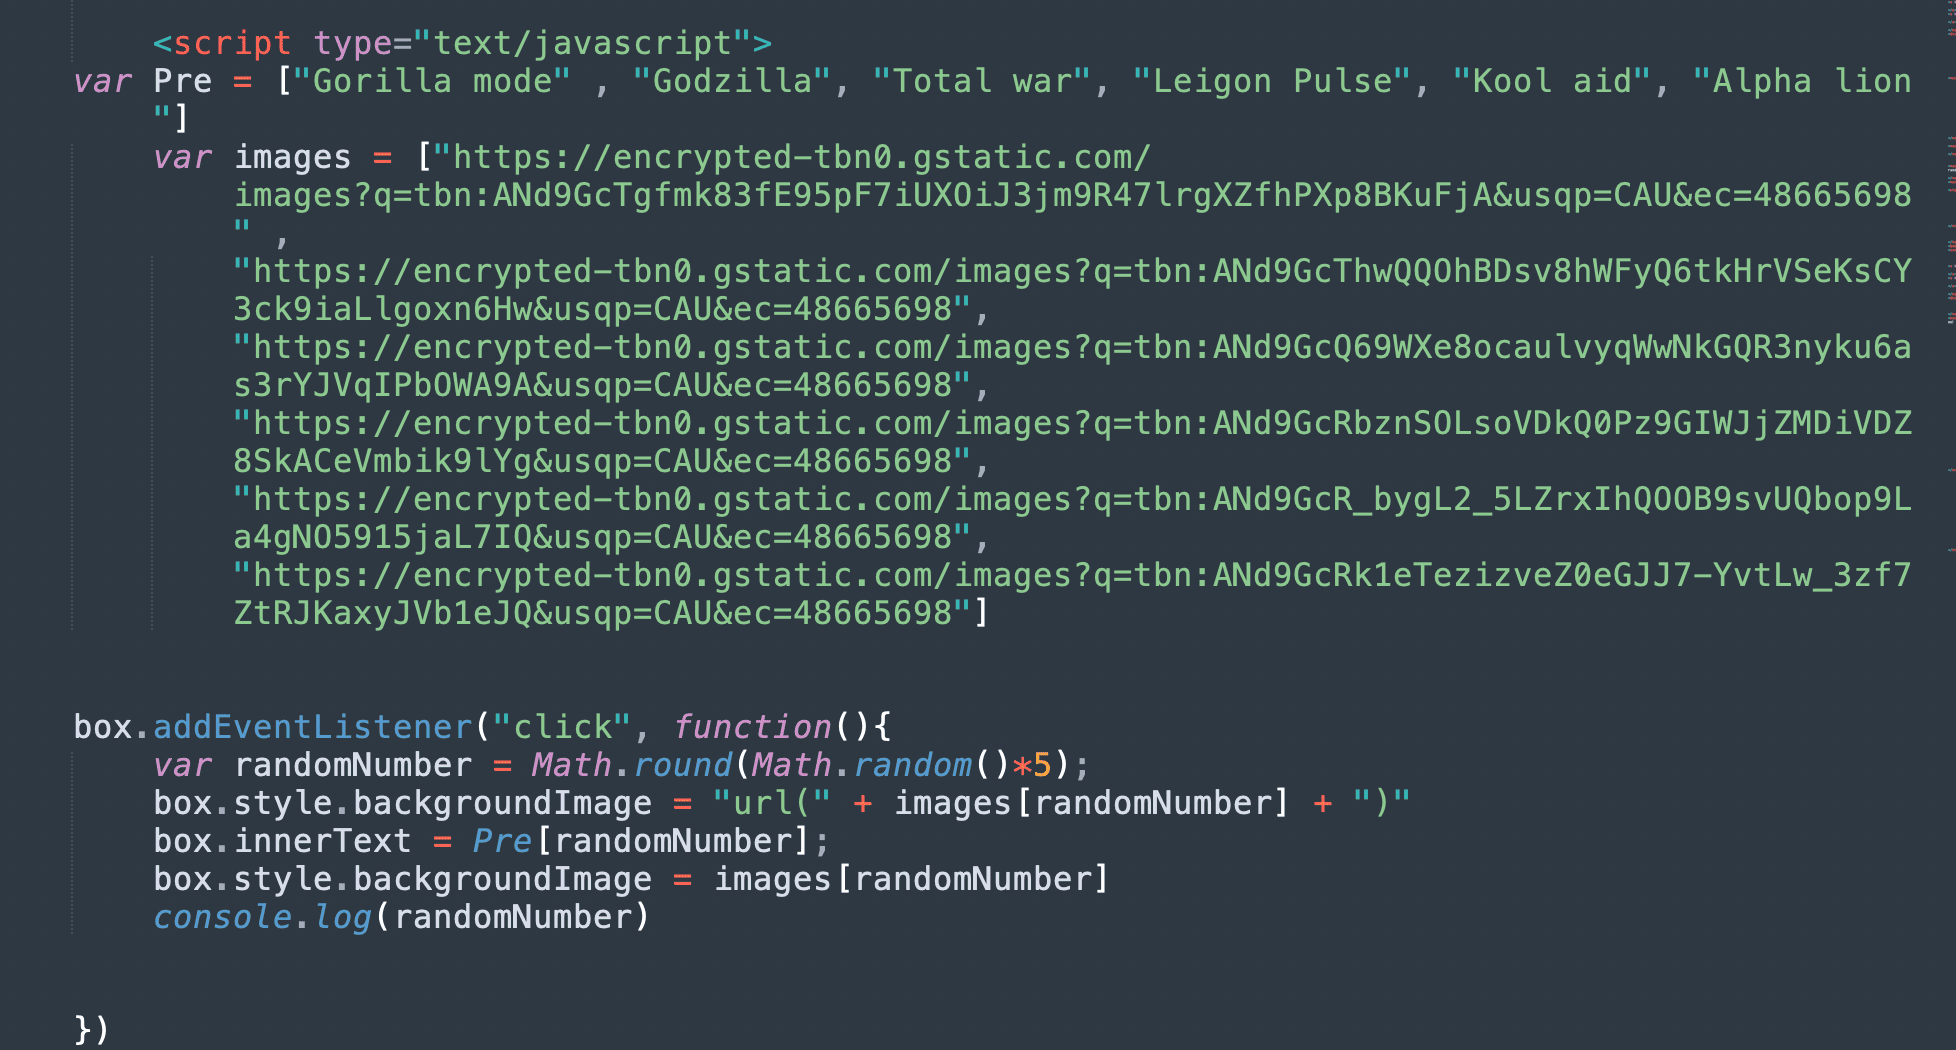 <script type="text/javascript">
var Pre = ["Gorilla mode" , "Godzilla", "Total war", "Leigon Pulse", "Kool aid", "Alpha lion
"]
var images = ["https://encrypted-tbn0.gstatic.com/
images?q=tbn:ANd9GcTgfmk83fE95pF7iUXOiJ3jm9R47lrgXZfhPXp8BKuFjA&usqp=CAU&ec=48665698
" ,
"https://encrypted-tbn0.gstatic.com/images?q=tbn:ANd9GcThwQQOhBDsv8hWFyQ6tkHrVSeKsCY
3ck9iaLlgoxn6Hw&usqp=CAU&ec=48665698",
"https://encrypted-tbn0.gstatic.com/images?q=tbn:ANd9GcQ69WXe8ocaulvyqWwNkGQR3nyku6a
s3rYJVqIPbOWA9A&usqp=CAU&ec=48665698",
"https://encrypted-tbn0.gstatic.com/images?q=tbn:ANd9GcRbznSOLsoVDkQ0Pz9GIWJjZMDiVDZ
8SkACeVmbik9lYg&usqp=CAU&ec=48665698",
"https://encrypted-tbn0.gstatic.com/images?q=tbn:ANd9GcR_bygL2_5LZrxIhQOOB9svUQbop9L
a4gNO5915jaL7IQ&usqp=CAU&ec=48665698",
"https://encrypted-tbn0.gstatic.com/images?q=tbn:ANd9GcRk1eTezizveZ0eGJJ7-YvtLw_3zf7
ZtRJKaxyJVb1eJQ&usqp=CAU&ec=48665698"]
box.addEventListener("click", function(){
var randomNumber = Math.round(Math.random()*5);
box.style.backgroundImage = "url(" + images[randomNumber] + ")"
box.innerText = Pre[randomNumber];
box.style.backgroundImage = images[randomNumber]
console.log(randomNumber)
})